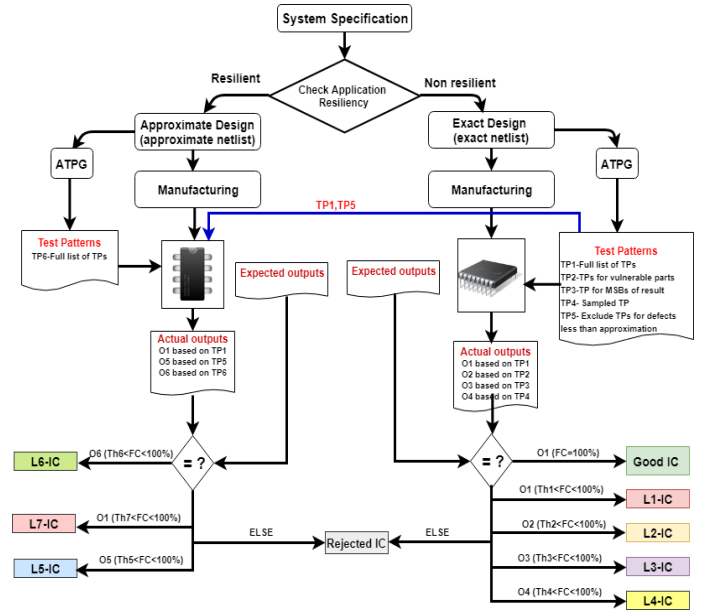 System Specification
Resilient
Check Application
Resiliency
Non resilient
Approximate Design
(approximate netlist)
Exact Design
(exact netlist)
ATPG
ATPG
Manufacturing
Manufacturing
TP1,TP5
Test Patterns
TP6-Full list of TPs
Expected outputs
Expected outputs
Test Patterns
TP1-Full list of TPs
TP2-TPs for vulnerable parts
TP3-TP for MSBs of result
TP4- Sampled TP
TP5- Exclude TPs for defects
less than approximation
Actual outputs
O1 based on TP1
O5 based on TP5
O6 based on TP6
Actual outputs
O1 based on TP1
O2 based on TP2
O3 based on TP3
O4 based on TP4
L6-IC
O6 (Th6<FC<100%)
= ?
= ?
O1 (FC=100%)
Good IC
O1 (Th1<FC<100%)
L1-IC
L7-IC
O1 (Th7<FC<100%)
ELSE
Rejected IC
ELSE
O2 (Th2<FC<100%)
L2-IC
L5-IC
O5 (Th5<FC<100%)
O3 (Th3<FC<100%)
L3-IC
O4 (Th4<FC<100%)
L4-IC